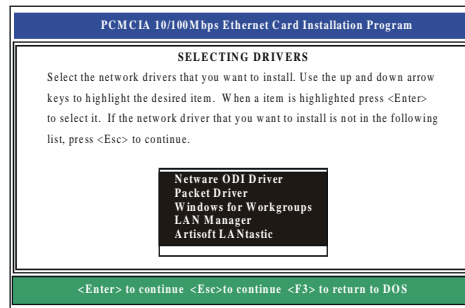 PCMCIA 10/100Mbps Ethernet Card Installation Program
SELECTING DRIVERS
Select the network drivers that you want to install. Use the up and down arrow
keys to highlight the desired item. When a item is highlighted press <Enter>
to select it. If the network driver that you want to install is not in the following
list, press <Esc> to continue.
Netware ODI Driver
Packet Driver
Windows for Workgroups
LAN Manager
Artisoft LANtastic
<Enter> to continue <Esc>to continue <F3> to return to DOS